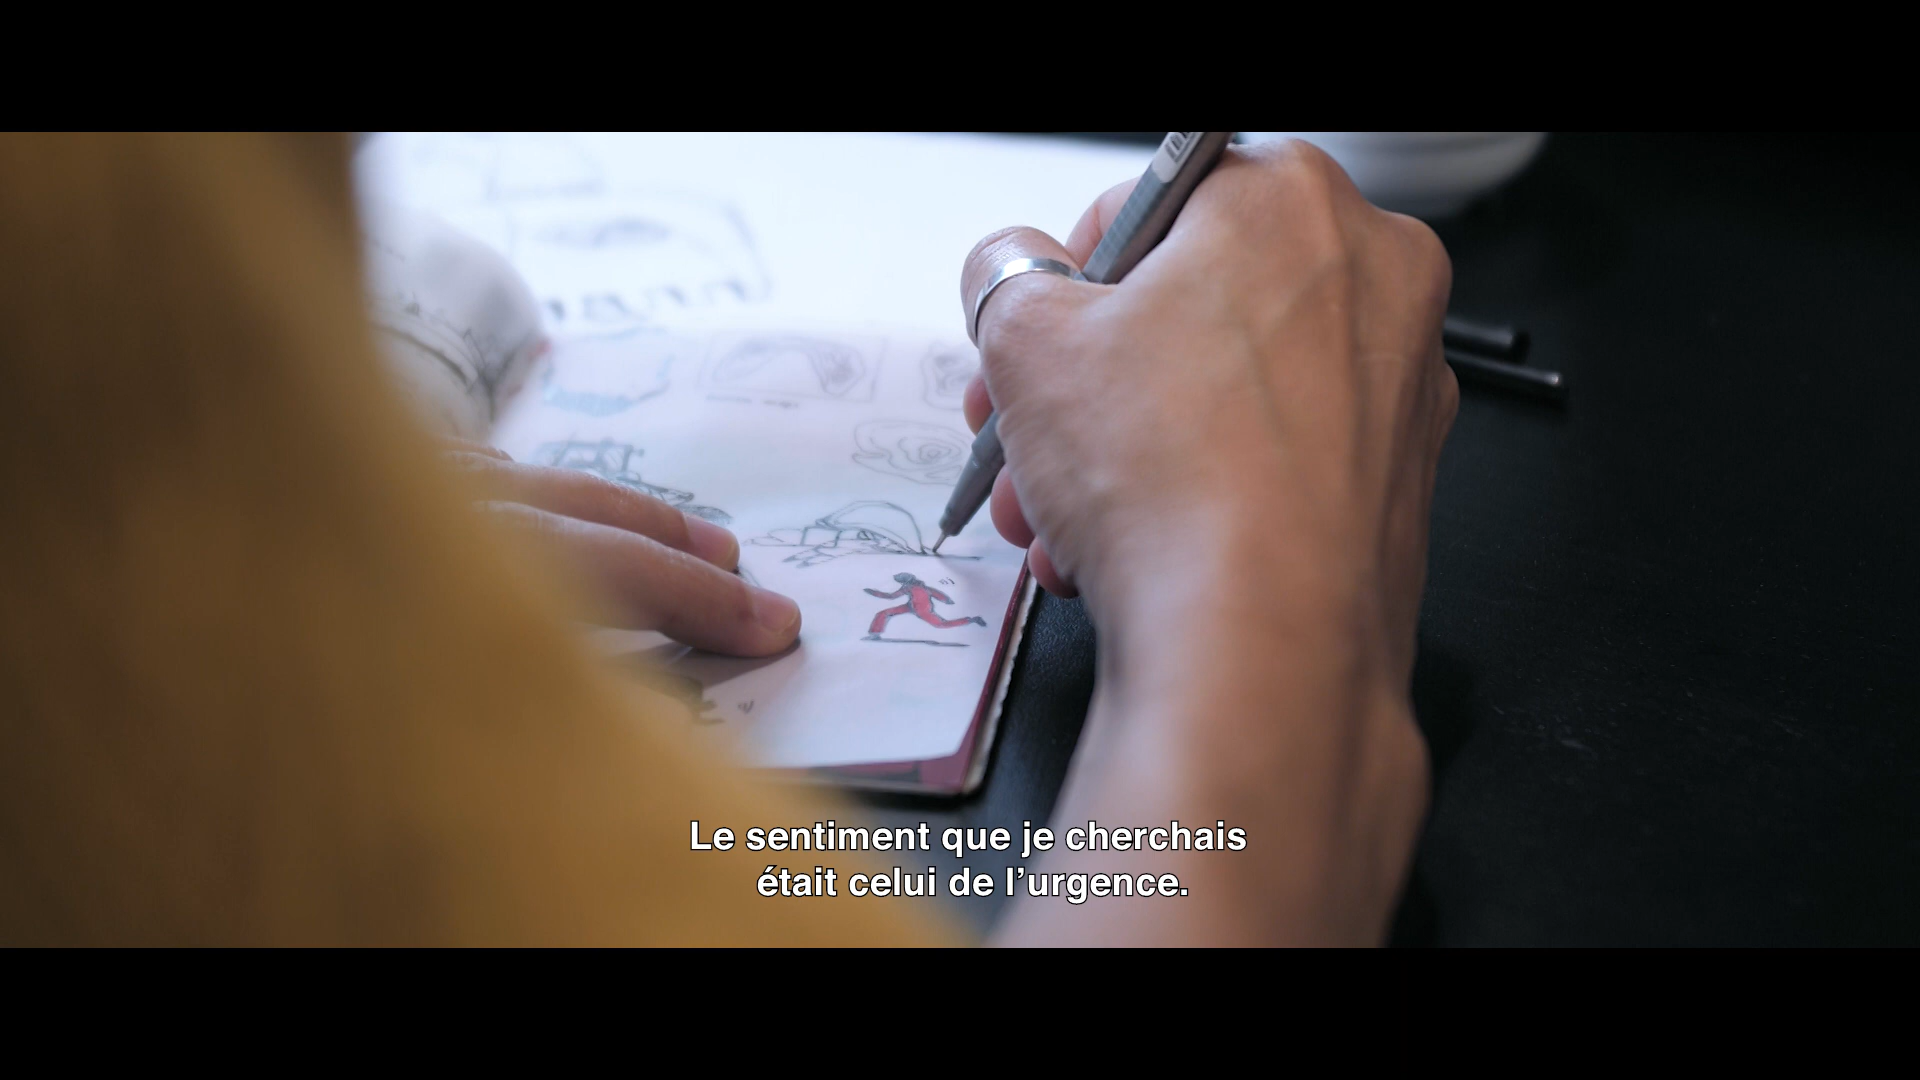 Le sentiment que je cherchais
était celui de l’urgence.